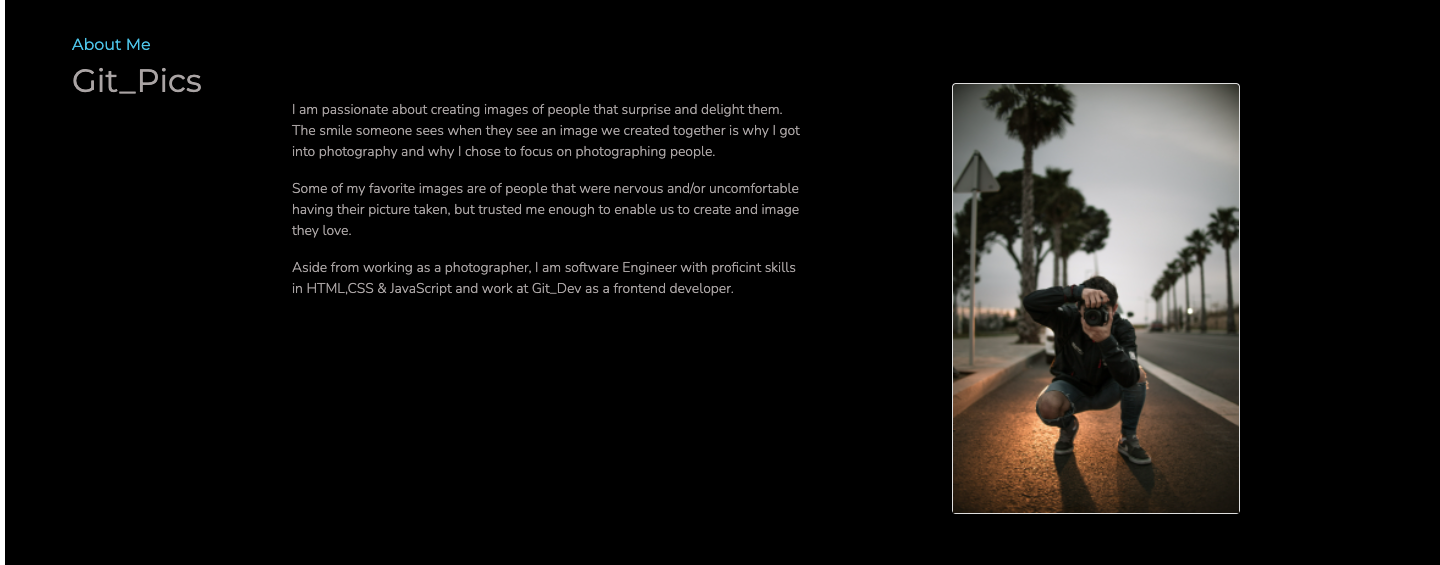 About Me
Git_Pics
I am passionate about creating images of people that surprise and delight them.
The smile someone sees when they see an image we created together is why I got
into photography and why I chose to focus on photographing people.
Some of my favorite images are of people that were nervous and/or uncomfortable
having their picture taken, but trusted me enough to enable us to create and image
they love.
Aside from working as a photographer, I am software Engineer with proficint skills
in HTML,CSS & JavaScript and work at Git_Dev as a frontend developer.